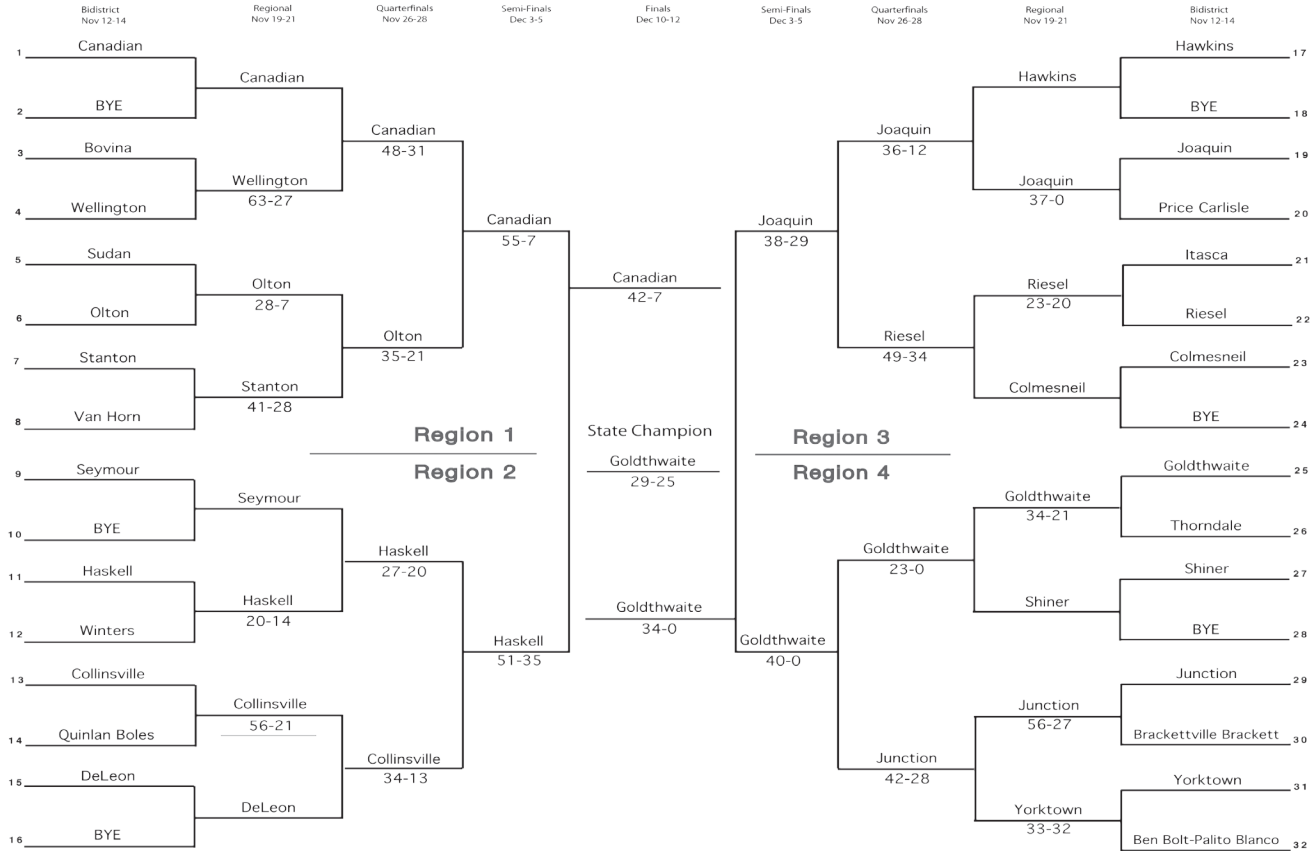 Bidistrict
Nov 12-14
Regional
Nov 19-21
Quarterfinals
Nov 26-28
Semi-Finals
Dec 3-5
Finals
Dec 10-12
Semi-Finals
Dec 3-5
Quarterfinals
Nov 26-28
Regional
Nov 19-21
Bidistrict
Nov 12-14
1 Canadian
2 BYE
3 Bovina
4 Wellington
5 Sudan
6 Olton
7 Stanton
8 Van Horn
9 Seymour
10 BYE
11 Haskell
12 Winters
13 Collinsville
14 Quinlan Boles
15 DeLeon
16 BYE
Canadian
Wellington
63-27
Olton
28-7
Stanton
41-28
Seymour
Haskell
20-14
Collinsville
56-21
DeLeon
Canadian
48-31
Olton
35-21
Haskell
27-20
Collinsville
34-13
Canadian
55-7
Haskell
51-35
Region 1
Region 2
Canadian
42-7
State Champion
Goldthwaite
29-25
Goldthwaite
34-0
Region 3
Region 4
Joaquin
38-29
Goldthwaite
40-0
Joaquin
36-12
Riesel
49-34
Goldthwaite
23-0
Junction
42-28
Hawkins
Joaquin
37-0
Riesel
23-20
Colmesneil
Goldthwaite
34-21
Shiner
Junction
56-27
Yorktown
33-32
Hawkins 17
BYE 18
Joaquin 19
Price Carlisle 20
Itasca 21
Riesel 22
Colmesneil 23
BYE 24
Goldthwaite 25
Thorndale 26
Shiner 27
BYE 28
Junction 29
Brackettville Brackett 30
Yorktown 31
Ben Bolt-Palito Blanco 32